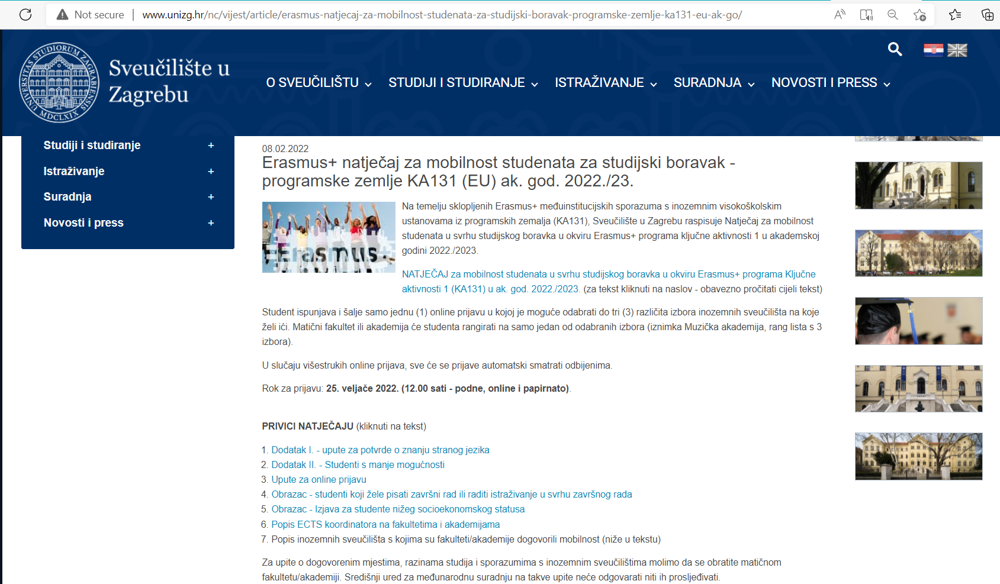 Not secure | www.unizg.hr/nc/vijest/article/erasmus-natjecaj-za-mobilnost-studenata-za-studijski-boravak-programske-zemlje-ka131-eu-ak-go/
UNIVERSITAS STUDIORUM ZAGRABIENSIS MDCLXIX
Sveučilište u
Zagrebu
O SVEUČILIŠTU
STUDIJI I STUDIRANJE
ISTRAŽIVANJE
SURADNJA
NOVOSTI I PRESS
Studiji i studiranje +
Istraživanje +
Suradnja +
Novosti i press +
08.02.2022
Erasmus+ natječaj za mobilnost studenata za studijski boravak -
programske zemlje KA131 (EU) ak. god. 2022./23.
Erasmus+
Na temelju sklopljenih Erasmus+ međuinstitucijskih sporazuma s inozemnim visokoškolskim
ustanovama iz programskih zemalja (KA131), Sveučilište u Zagrebu raspisuje Natječaj za mobilnost
studenata u svrhu studijskog boravka u okviru Erasmus+ programa ključne aktivnosti 1 u akademskoj
godini 2022./2023.
NATJEČAJ za mobilnost studenata u svrhu studijskog boravka u okviru Erasmus+ programa Ključne
aktivnosti 1 (KA131) u ak. god. 2022./2023. (za tekst kliknuti na naslov - obavezno pročitati cijeli tekst)
Student ispunjava i šalje samo jednu (1) online prijavu u kojoj je moguće odabrati do tri (3) različita izbora inozemnih sveučilišta na koje
želi ići. Matični fakultet ili akademija će studenta rangirati na samo jedan od odabranih izbora (iznimka Muzička akademija, rang lista s 3
izbora).
U slučaju višestrukih online prijava, sve će se prijave automatski smatrati odbijenima.
Rok za prijavu: 25. veljače 2022. (12.00 sati - podne, online i papirnato).
PRIVICI NATJEČAJU (kliknuti na tekst)
1. Dodatak I. - upute za potvrde o znanju stranog jezika
2. Dodatak II. - Studenti s manje mogućnosti
3. Upute za online prijavu
4. Obrazac - studenti koji žele pisati završni rad ili raditi istraživanje u svrhu završnog rada
5. Obrazac - Izjava za studente nižeg socioekonomskog statusa
6. Popis ECTS koordinatora na fakultetima i akademijama
7. Popis inozemnih sveučilišta s kojima su fakulteti/akademije dogovorili mobilnost (niže u tekstu)
Za upite o dogovorenim mjestima, razinama studija i sporazumima s inozemnim sveučilištima molimo da se obratite matičnom
fakultetu/akademiji. Središnji ured za međunarodnu suradnju na takve upite neće odgovarati niti ih prosljeđivati.